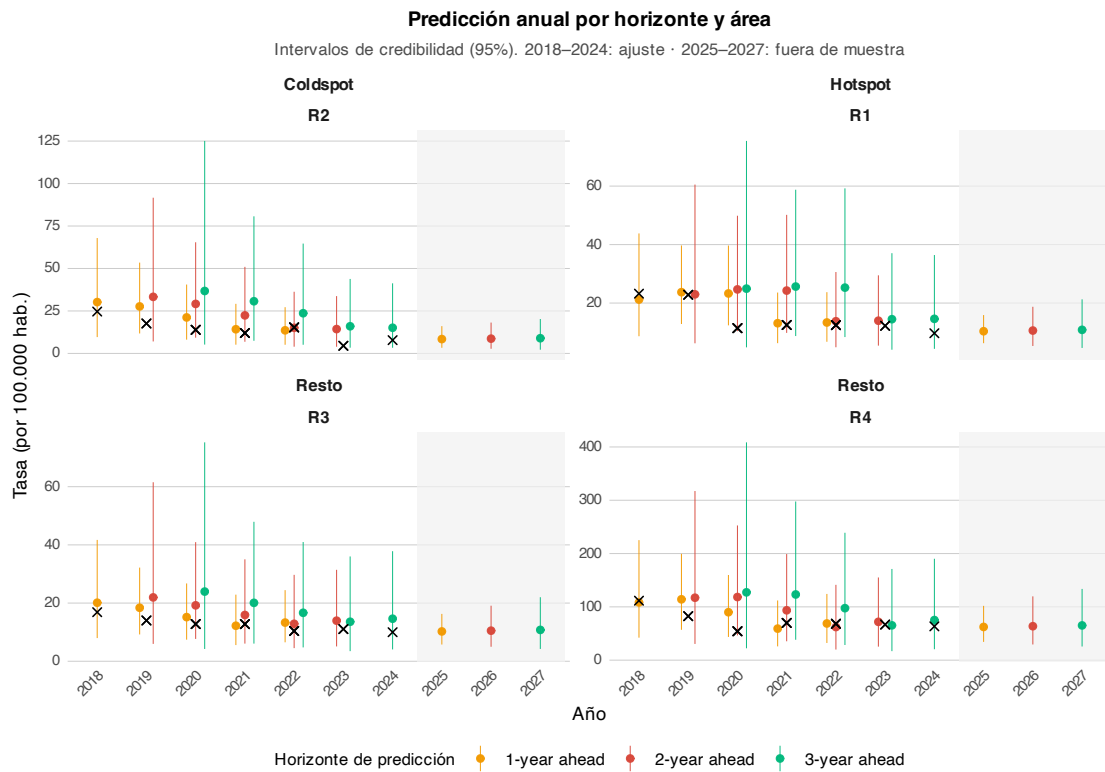 Predicción anual por horizonte y área
Intervalos de credibilidad (95%). 2018–2024: ajuste · 2025–2027: fuera de muestra
Coldspot
Hotspot
R2
R1
125
100
75
50
25
0
60
40
20
Resto
Resto
R3
R4
60
40
20
0
400
300
200
100
0
Tasa (por 100.000 hab.)
2018 2019 2020 2021 2022 2023 2024 2025 2026 2027
2018 2019 2020 2021 2022 2023 2024 2025 2026 2027
Año
Horizonte de predicción 1-year ahead 2-year ahead 3-year ahead